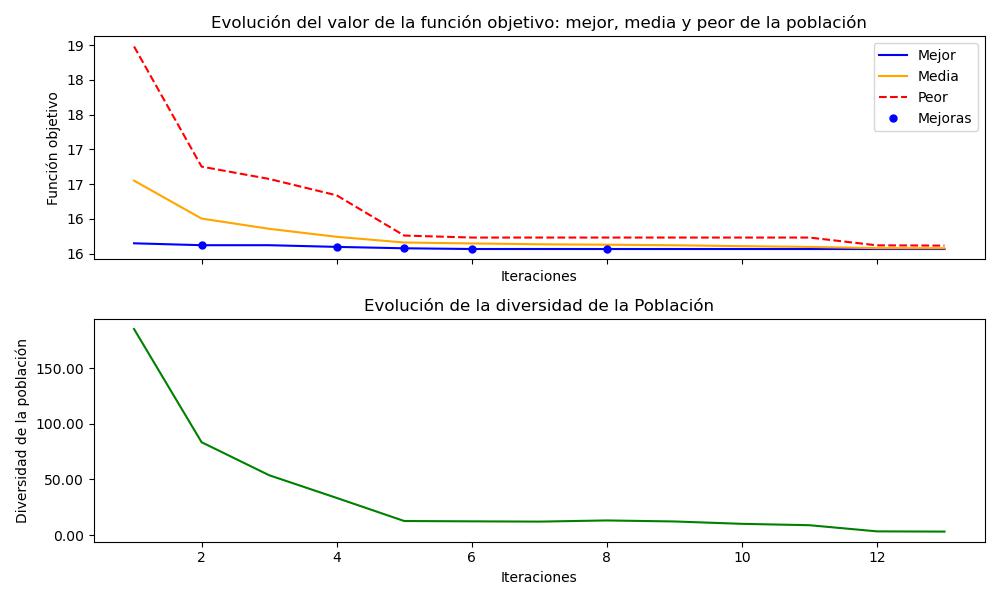 Evolución del valor de la función objetivo: mejor, media y peor de la población
19
18
18
17
17
16
16
Función objetivo
Mejor
Media
Peor
Mejoras
Iteraciones
Evolución de la diversidad de la Población
150.00
100.00
50.00
0.00
Diversidad de la población
2 4 6 8 10 12
Iteraciones